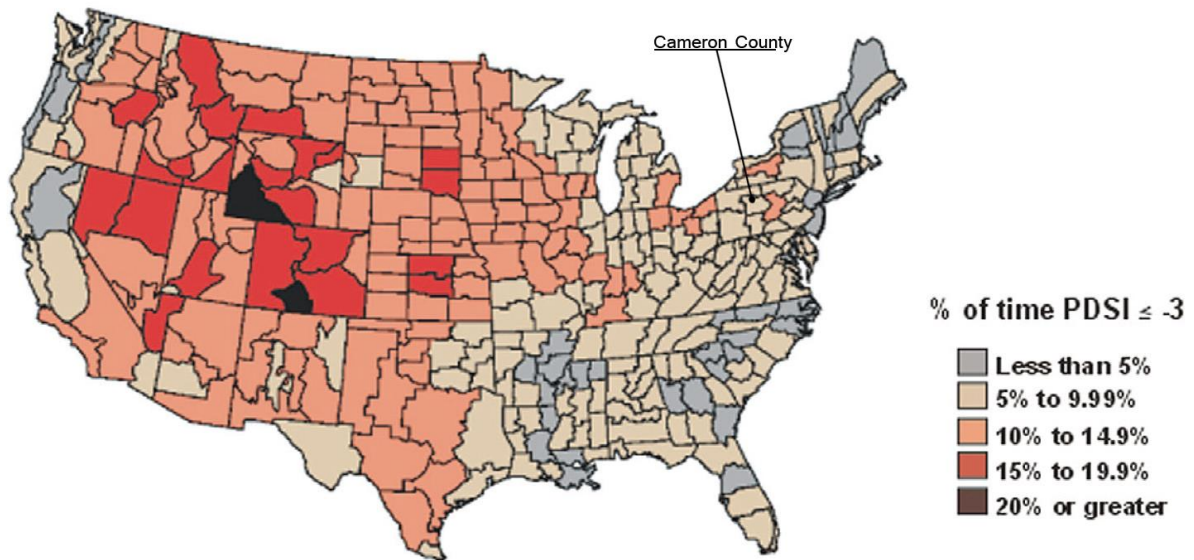 Cameron County
% of time PDSI ≤ -3
Less than 5%
5% to 9.99%
10% to 14.9%
15% to 19.9%
20% or greater